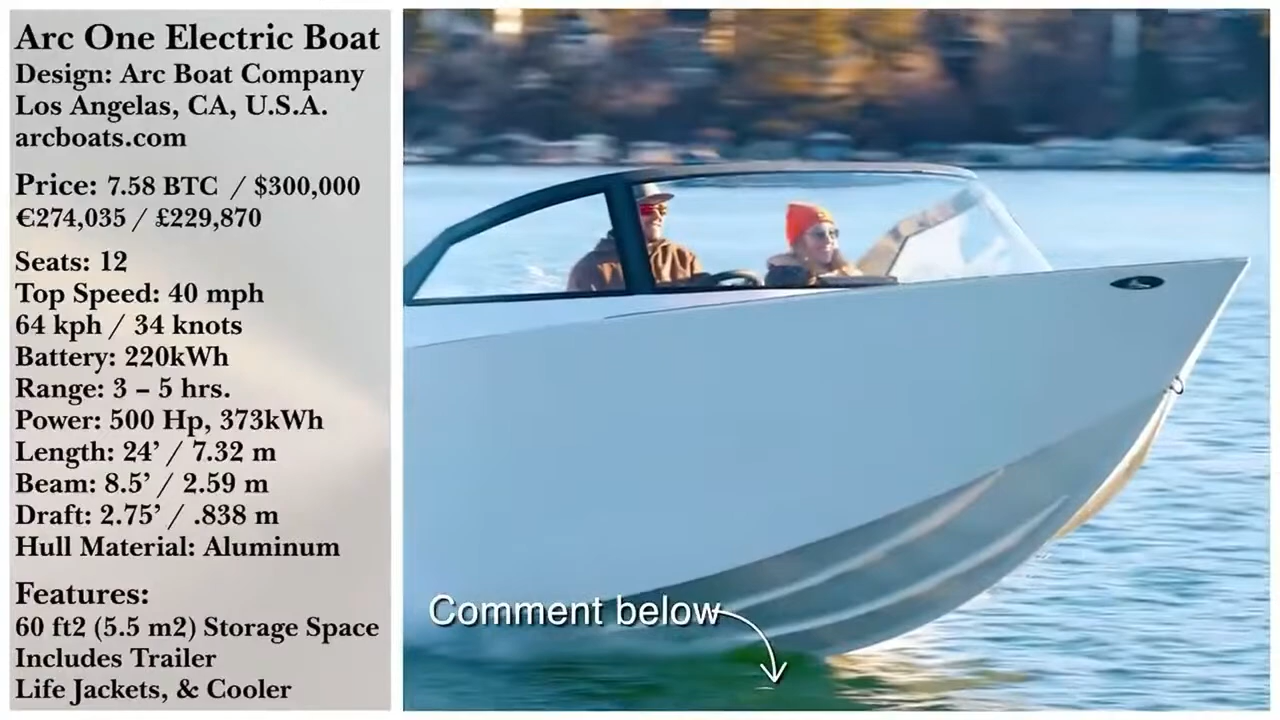 Arc One Electric Boat
Design: Arc Boat Company
Los Angelas, CA, U.S.A.
arcboats.com
Price: 7.58 BTC / $300,000
€274,035 / £229,870
Seats: 12
Top Speed: 40 mph
64 kph / 34 knots
Battery: 220kWh
Range: 3 – 5 hrs.
Power: 500 Hp, 373kWh
Length: 24’ / 7.32 m
Beam: 8.5’ / 2.59 m
Draft: 2.75’ / .838 m
Hull Material: Aluminum
Features:
60 ft2 (5.5 m2) Storage Space
Includes Trailer
Life Jackets, & Cooler
Comment below